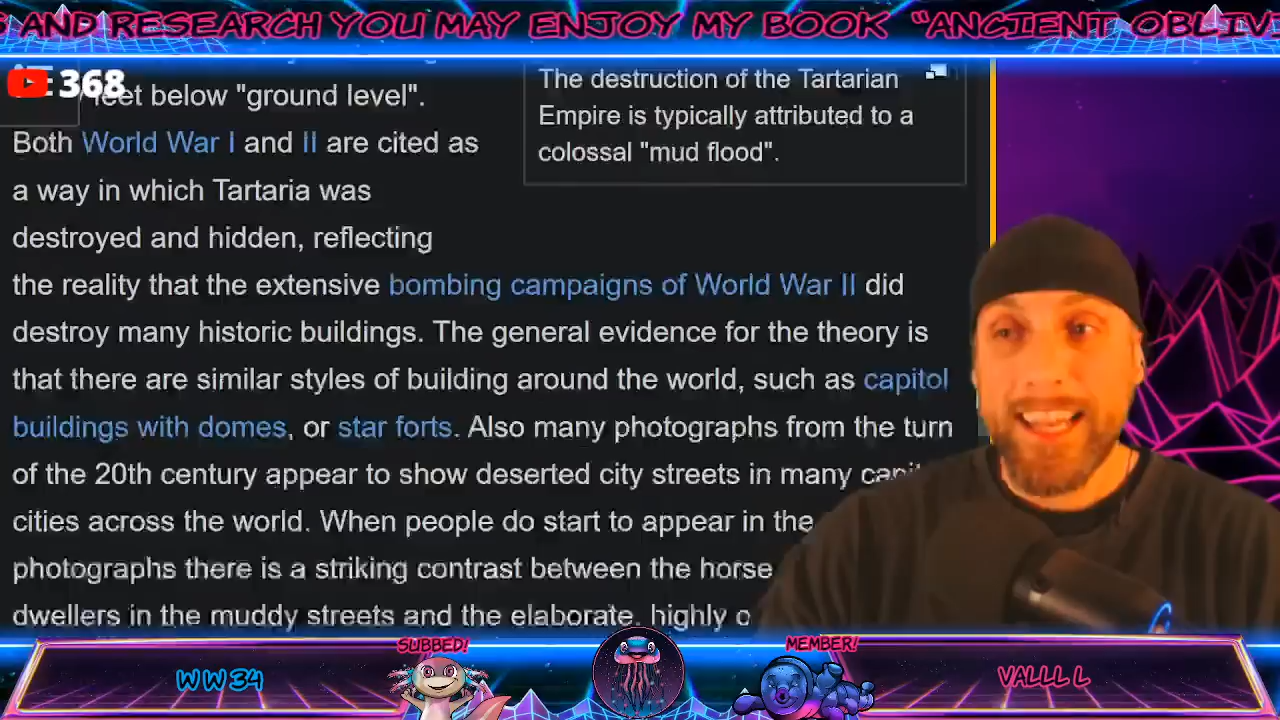 S AND RESEARCH YOU MAY ENJOY MY BOOK “ANCIENT OBLIVI
368
feet below "ground level".
Both World War I and II are cited as
a way in which Tartaria was
destroyed and hidden, reflecting
the reality that the extensive bombing campaigns of World War II did
destroy many historic buildings. The general evidence for the theory is
that there are similar styles of building around the world, such as capitol
buildings with domes, or star forts. Also many photographs from the turn
of the 20th century appear to show deserted city streets in many
cities across the world. When people do start to appear in the
photographs there is a striking contrast between the horse
dwellers in the muddy streets and the elaborate, highly
The destruction of the Tartarian
Empire is typically attributed to a
colossal "mud flood".
SUBBED!
W W 34
MEMBER!
VALLL L